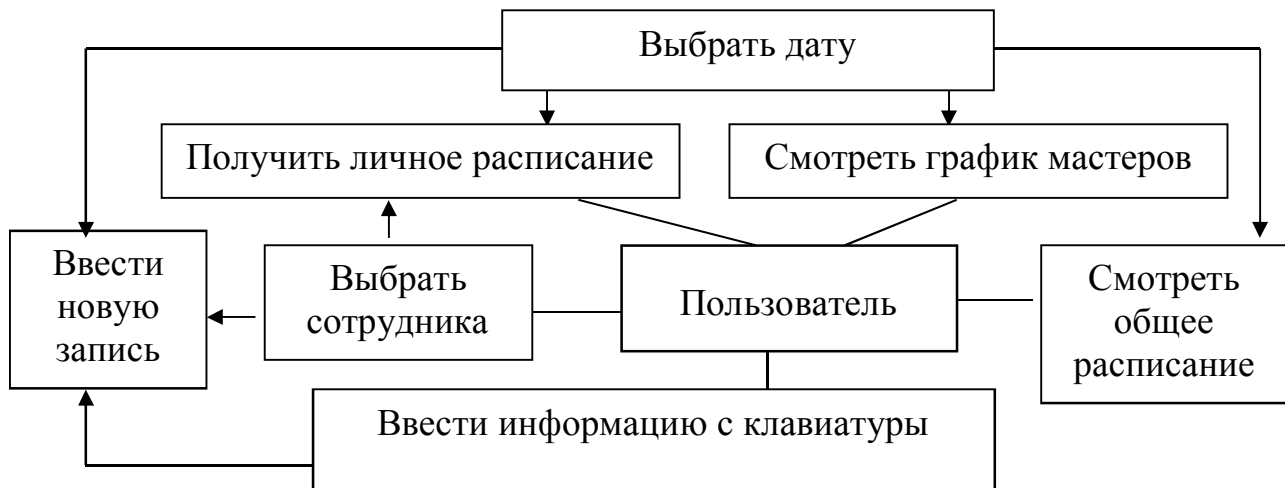 Выбрать дату
Получить личное расписание
Смотреть график мастеров
Ввести
новую
запись
Выбрать
сотрудника
Пользователь
Смотреть
общее
расписание
Ввести информацию с клавиатуры